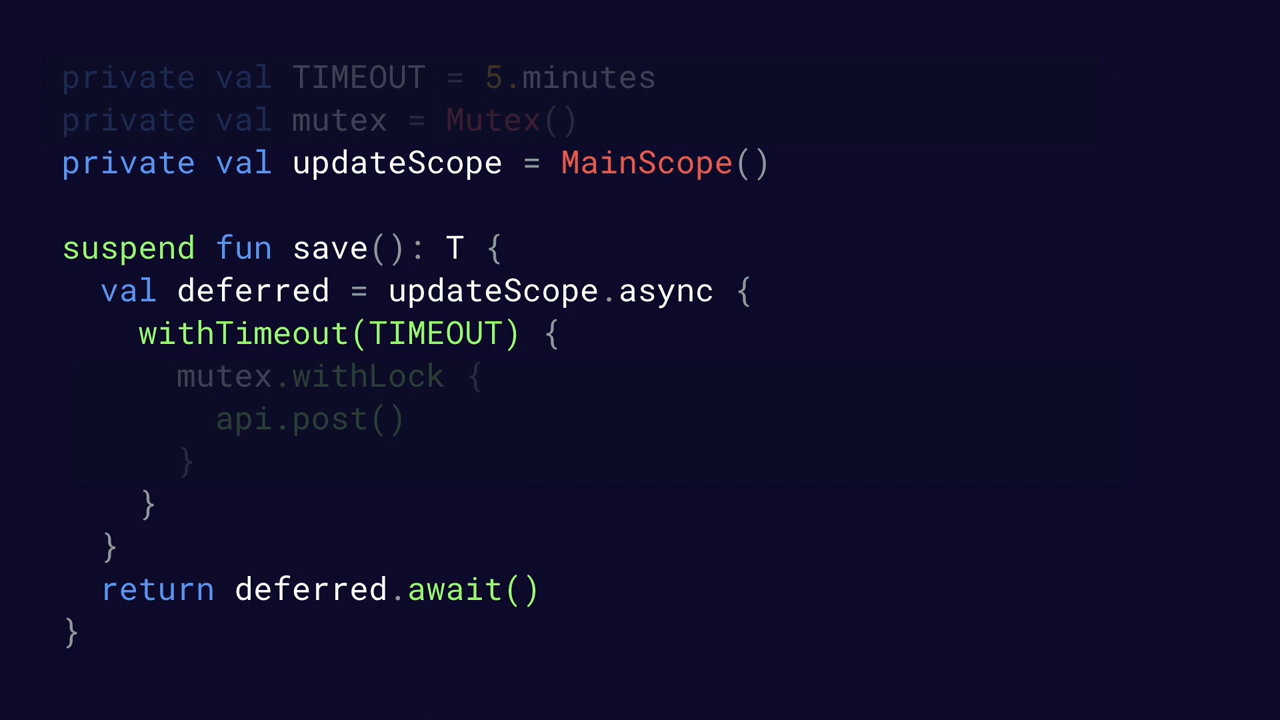 private val TIMEOUT = 5.minutes
private val mutex = Mutex()
private val updateScope = MainScope()
suspend fun save(): T {
val deferred = updateScope.async {
withTimeout(TIMEOUT) {
mutex.withLock {
api.post()
}
}
}
return deferred.await()
}